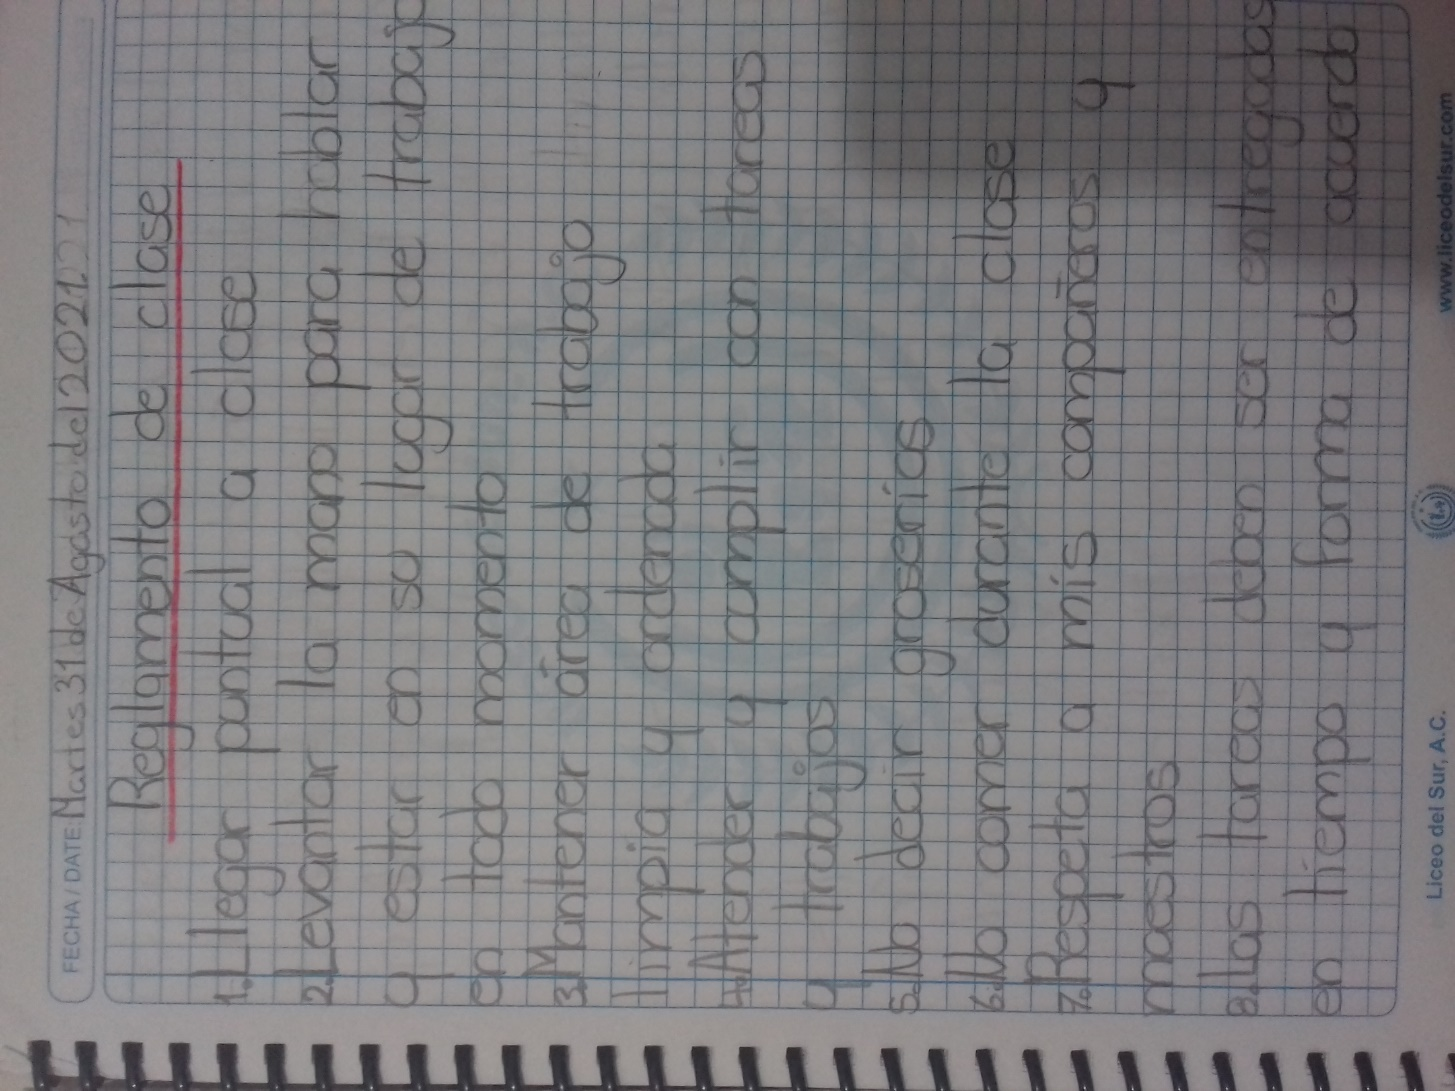 FECHA / DATE: Martes 31 de Agosto del 2021
Reglamento de clase
1. Llegar puntual a clase
2. Levantar la mano para hablar
y estar en su lugar de trabajo
en todo momento
3. Mantener área de trabajo
limpia y ordenada
4. Atender y cumplir con tareas
y trabajos
5. No decir groserias
6. No comer durante la clase
7. Respeta a mis compañeros y
maestros
8. Las tareas deben ser entregadas
en tiempo y forma de acuerdo
Liceo del Sur, A.C.
www.liceodelsur.com